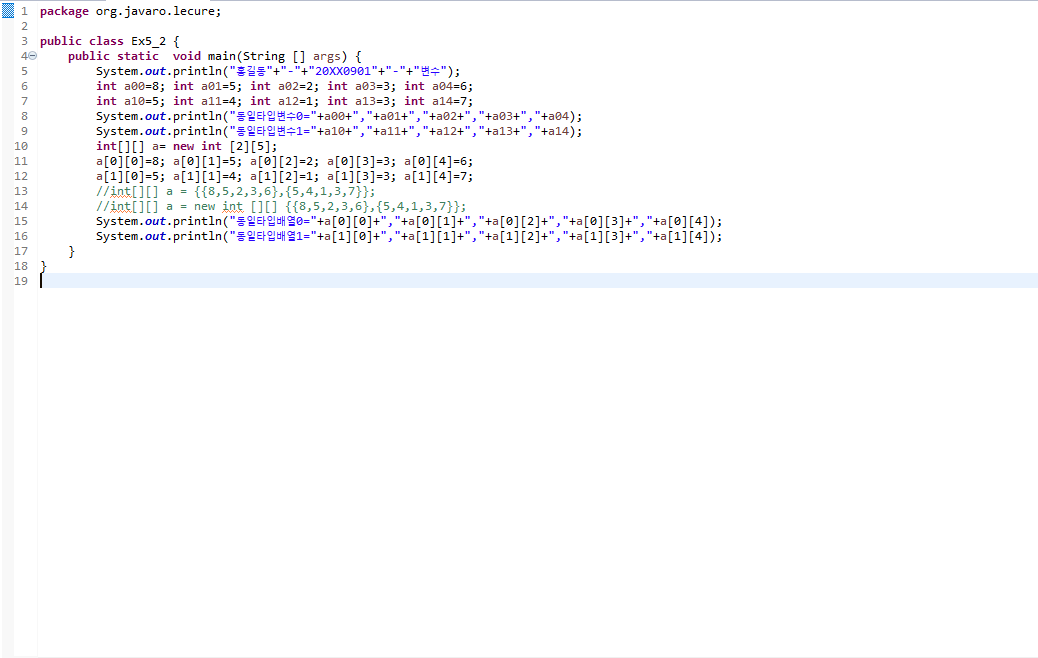 1 package org.javaro.lecure;
2
3 public class Ex5_2 {
4 public static  void main(String [] args) {
5 System.out.println("홍길동"+"-"+"20XX0901"+"-"+"변수");
6 int a00=8; int a01=5; int a02=2; int a03=3; int a04=6;
7 int a10=5; int a11=4; int a12=1; int a13=3; int a14=7;
8 System.out.println("동일타입변수0="+a00+","+a01+","+a02+","+a03+","+a04);
9 System.out.println("동일타입변수1="+a10+","+a11+","+a12+","+a13+","+a14);
10 int[][] a= new int [2][5];
11 a[0][0]=8; a[0][1]=5; a[0][2]=2; a[0][3]=3; a[0][4]=6;
12 a[1][0]=5; a[1][1]=4; a[1][2]=1; a[1][3]=3; a[1][4]=7;
13 //int[][] a = {{8,5,2,3,6},{5,4,1,3,7}};
14 //int[][] a = new int [][] {{8,5,2,3,6},{5,4,1,3,7}};
15 System.out.println("동일타입배열0="+a[0][0]+","+a[0][1]+","+a[0][2]+","+a[0][3]+","+a[0][4]);
16 System.out.println("동일타입배열1="+a[1][0]+","+a[1][1]+","+a[1][2]+","+a[1][3]+","+a[1][4]);
17 }
18 }
19